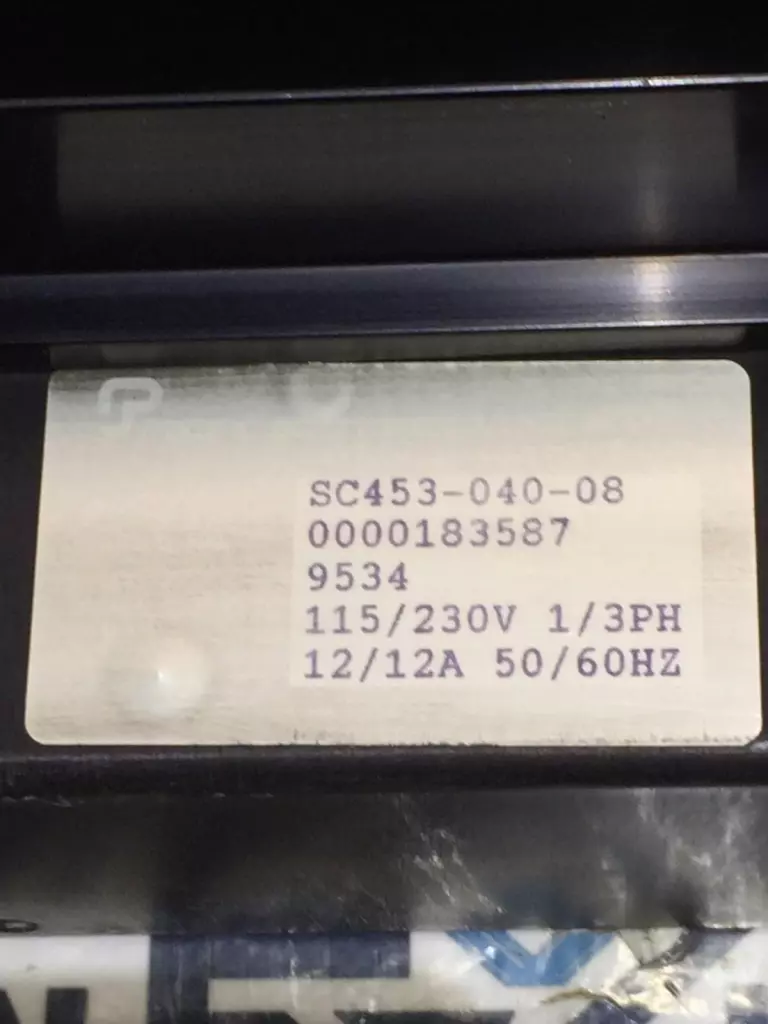 SC453-040-08
0000183587
9534
115/230V 1/3PH
12/12A 50/60HZ